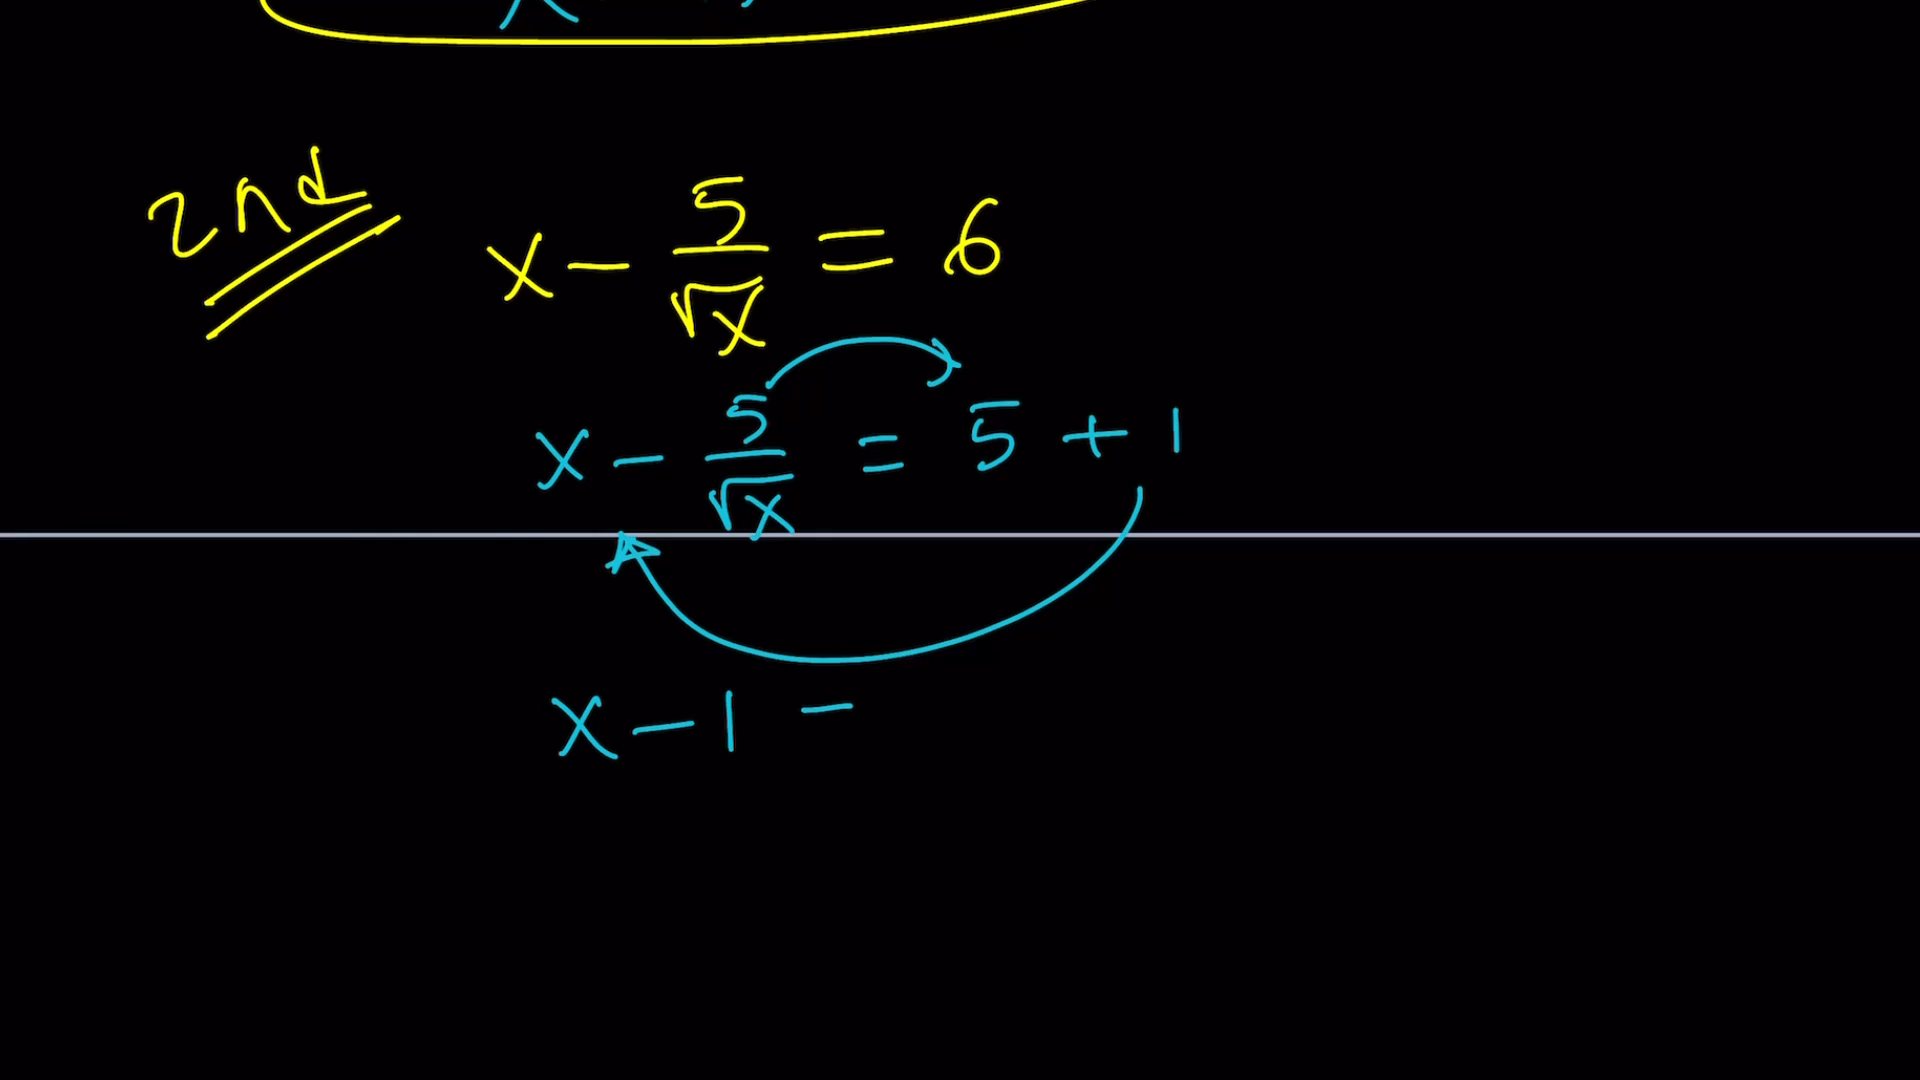 2nd x - 5/√x = 6
x - 5/√x = 5 + 1
x - 1 -